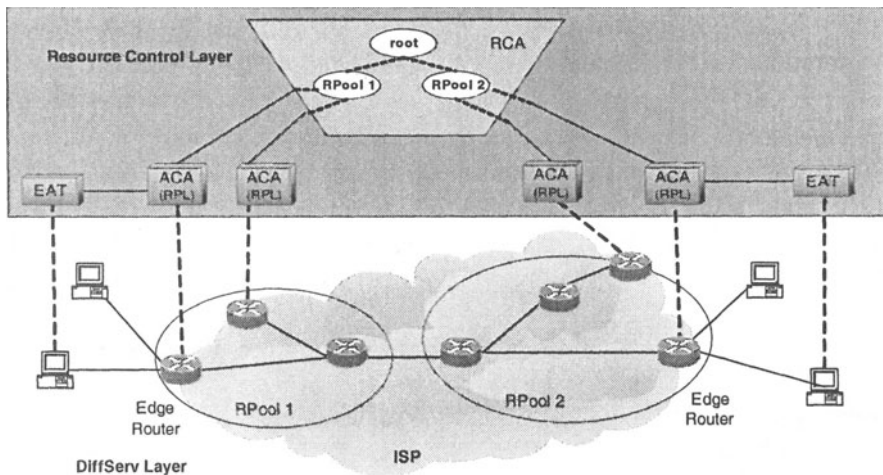 root
RCA
Resource Control Layer
RPool 1
RPool 2
EAT
ACA
(RPL)
ACA
(RPL)
ACA
(RPL)
ACA
(RPL)
EAT
Edge
Router
RPool 1
RPool 2
Edge
Router
ISP
DiffServ Layer